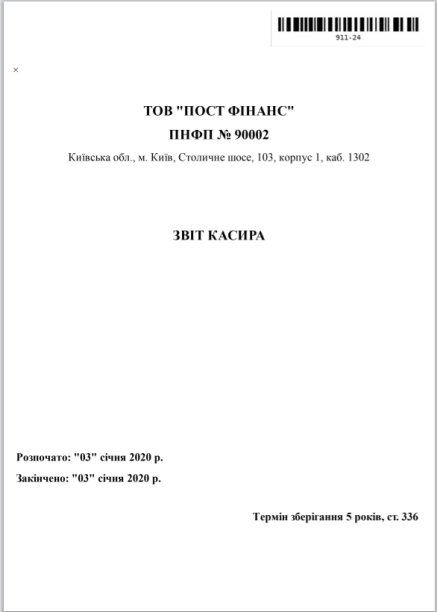 911-24
×
ТОВ "ПОСТ ФІНАНС"
ПНФП № 90002
Київська обл., м. Київ, Столичне шосе, 103, корпус 1, каб. 1302
ЗВІТ КАСИРА
Розпочато: "03" січня 2020 р.
Закінчено: "03" січня 2020 р.
Термін зберігання 5 років, ст. 336